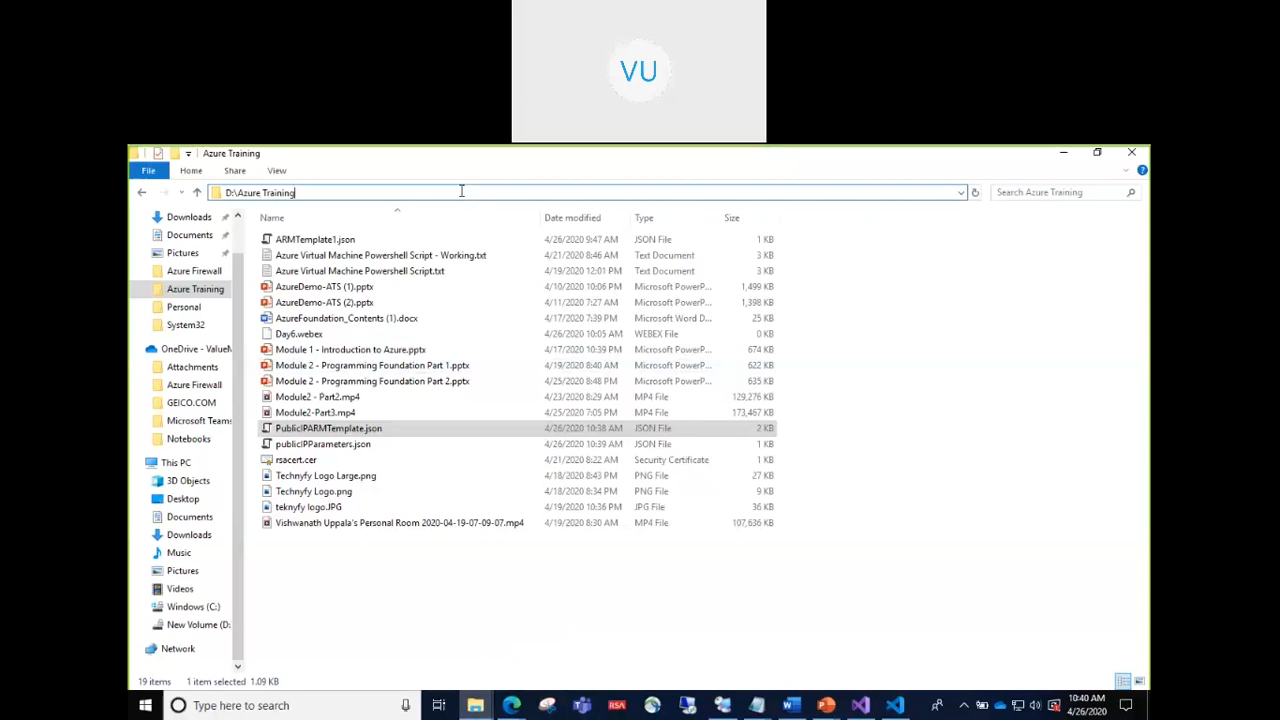 VU
Azure Training
File Home Share View
D:\Azure Training
Search Azure Training
Name Date modified Type Size
Downloads
Documents
Pictures
Azure Firewall
Azure Training
Personal
System32
OneDrive - ValueM
Attachments
Azure Firewall
GEICO.COM
Microsoft Teams
Notebooks
This PC
3D Objects
Desktop
Documents
Downloads
Music
Pictures
Videos
Windows (C:)
New Volume (D:
Network
ARMTemplate1.json 4/26/2020 9:47 AM JSON File 1 KB
Azure Virtual Machine Powershell Script - Working.txt 4/21/2020 8:46 AM Text Document 3 KB
Azure Virtual Machine Powershell Script.txt 4/19/2020 12:01 PM Text Document 3 KB
AzureDemo-ATS (1).pptx 4/10/2020 10:06 PM Microsoft PowerP... 1,499 KB
AzureDemo-ATS (2).pptx 4/11/2020 7:27 AM Microsoft PowerP... 1,398 KB
AzureFoundation_Contents (1).docx 4/17/2020 7:39 PM Microsoft Word D... 25 KB
Day6.webex 4/26/2020 10:05 AM WEBEX File 0 KB
Module 1 - Introduction to Azure.pptx 4/17/2020 10:39 PM Microsoft PowerP... 674 KB
Module 2 - Programming Foundation Part 1.pptx 4/19/2020 8:40 AM Microsoft PowerP... 622 KB
Module 2 - Programming Foundation Part 2.pptx 4/25/2020 8:48 PM Microsoft PowerP... 635 KB
Module2 - Part2.mp4 4/23/2020 8:29 AM MP4 File 129,276 KB
Module2-Part3.mp4 4/25/2020 7:05 PM MP4 File 173,467 KB
PublicIPARMTemplate.json 4/26/2020 10:38 AM JSON File 2 KB
publicIPParameters.json 4/26/2020 10:39 AM JSON File 1 KB
rsacert.cer 4/21/2020 8:22 AM Security Certificate 1 KB
Technyfy Logo Large.png 4/18/2020 8:43 PM PNG File 27 KB
Technyfy Logo.png 4/18/2020 8:34 PM PNG File 9 KB
teknyfy logo.JPG 4/19/2020 10:36 PM JPG File 36 KB
Vishwanath Uppala's Personal Room 2020-04-19-07-09-07.mp4 4/19/2020 8:30 AM MP4 File 107,636 KB
19 items 1 item selected 1.09 KB
Type here to search
RSA
10:40 AM
4/26/2020